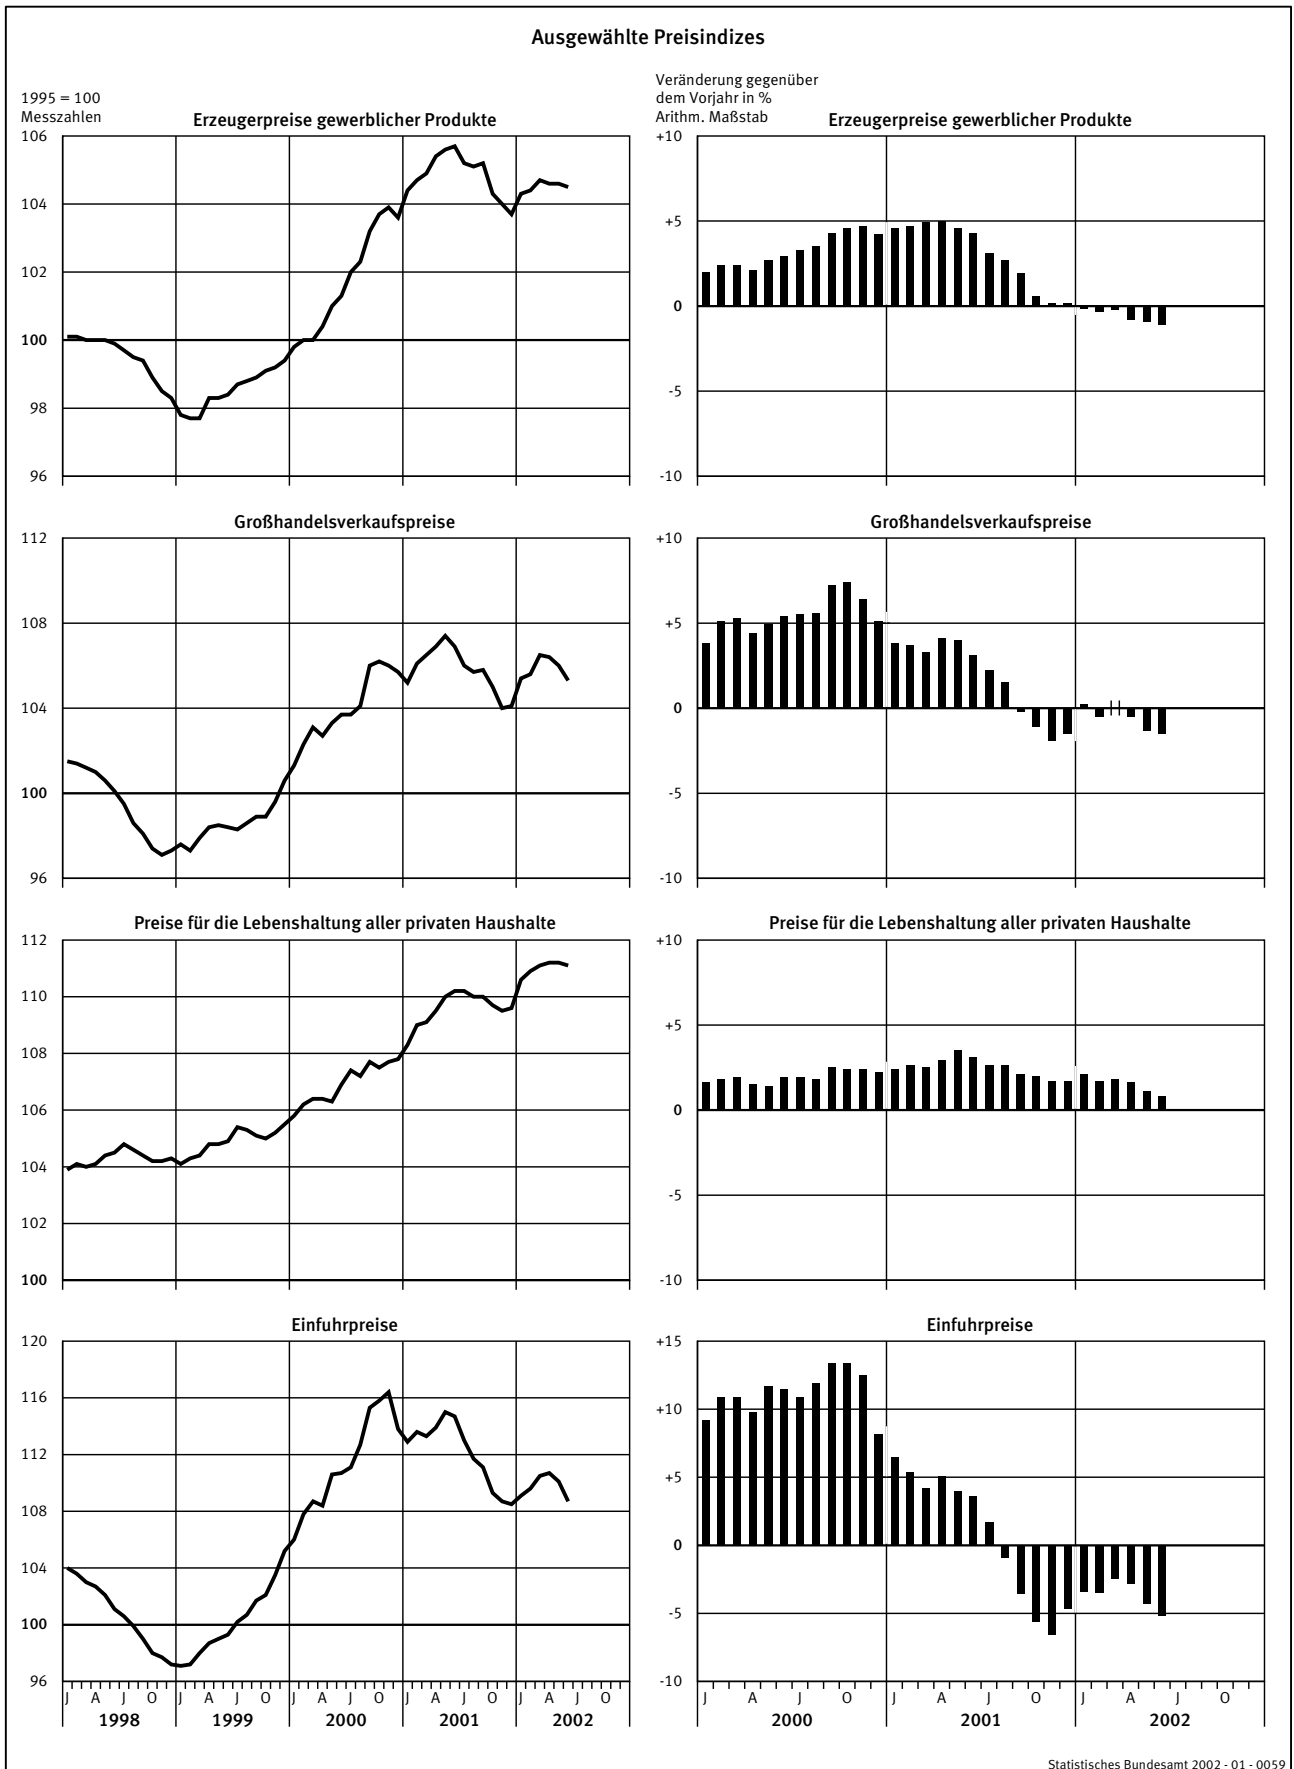 Ausgewählte Preisindizes
1995 = 100
Messzahlen
Erzeugerpreise gewerblicher Produkte
106
104
102
100
98
96
Veränderung gegenüber
dem Vorjahr in %
Arithm. Maßstab
Erzeugerpreise gewerblicher Produkte
+10
+5
0
-5
-10
Großhandelsverkaufspreise
112
108
104
100
96
Großhandelsverkaufspreise
+10
+5
0
-5
-10
Preise für die Lebenshaltung aller privaten Haushalte
112
110
108
106
104
102
100
Preise für die Lebenshaltung aller privaten Haushalte
+10
+5
0
-5
-10
Einfuhrpreise
120
116
112
108
104
100
96
J A J O J A J O J A J O J A J O J A J O
1998 1999 2000 2001 2002
Einfuhrpreise
+15
+10
+5
0
-5
-10
J A J O J A J O J A J O
2000 2001 2002
Statistisches Bundesamt 2002 - 01 - 0059